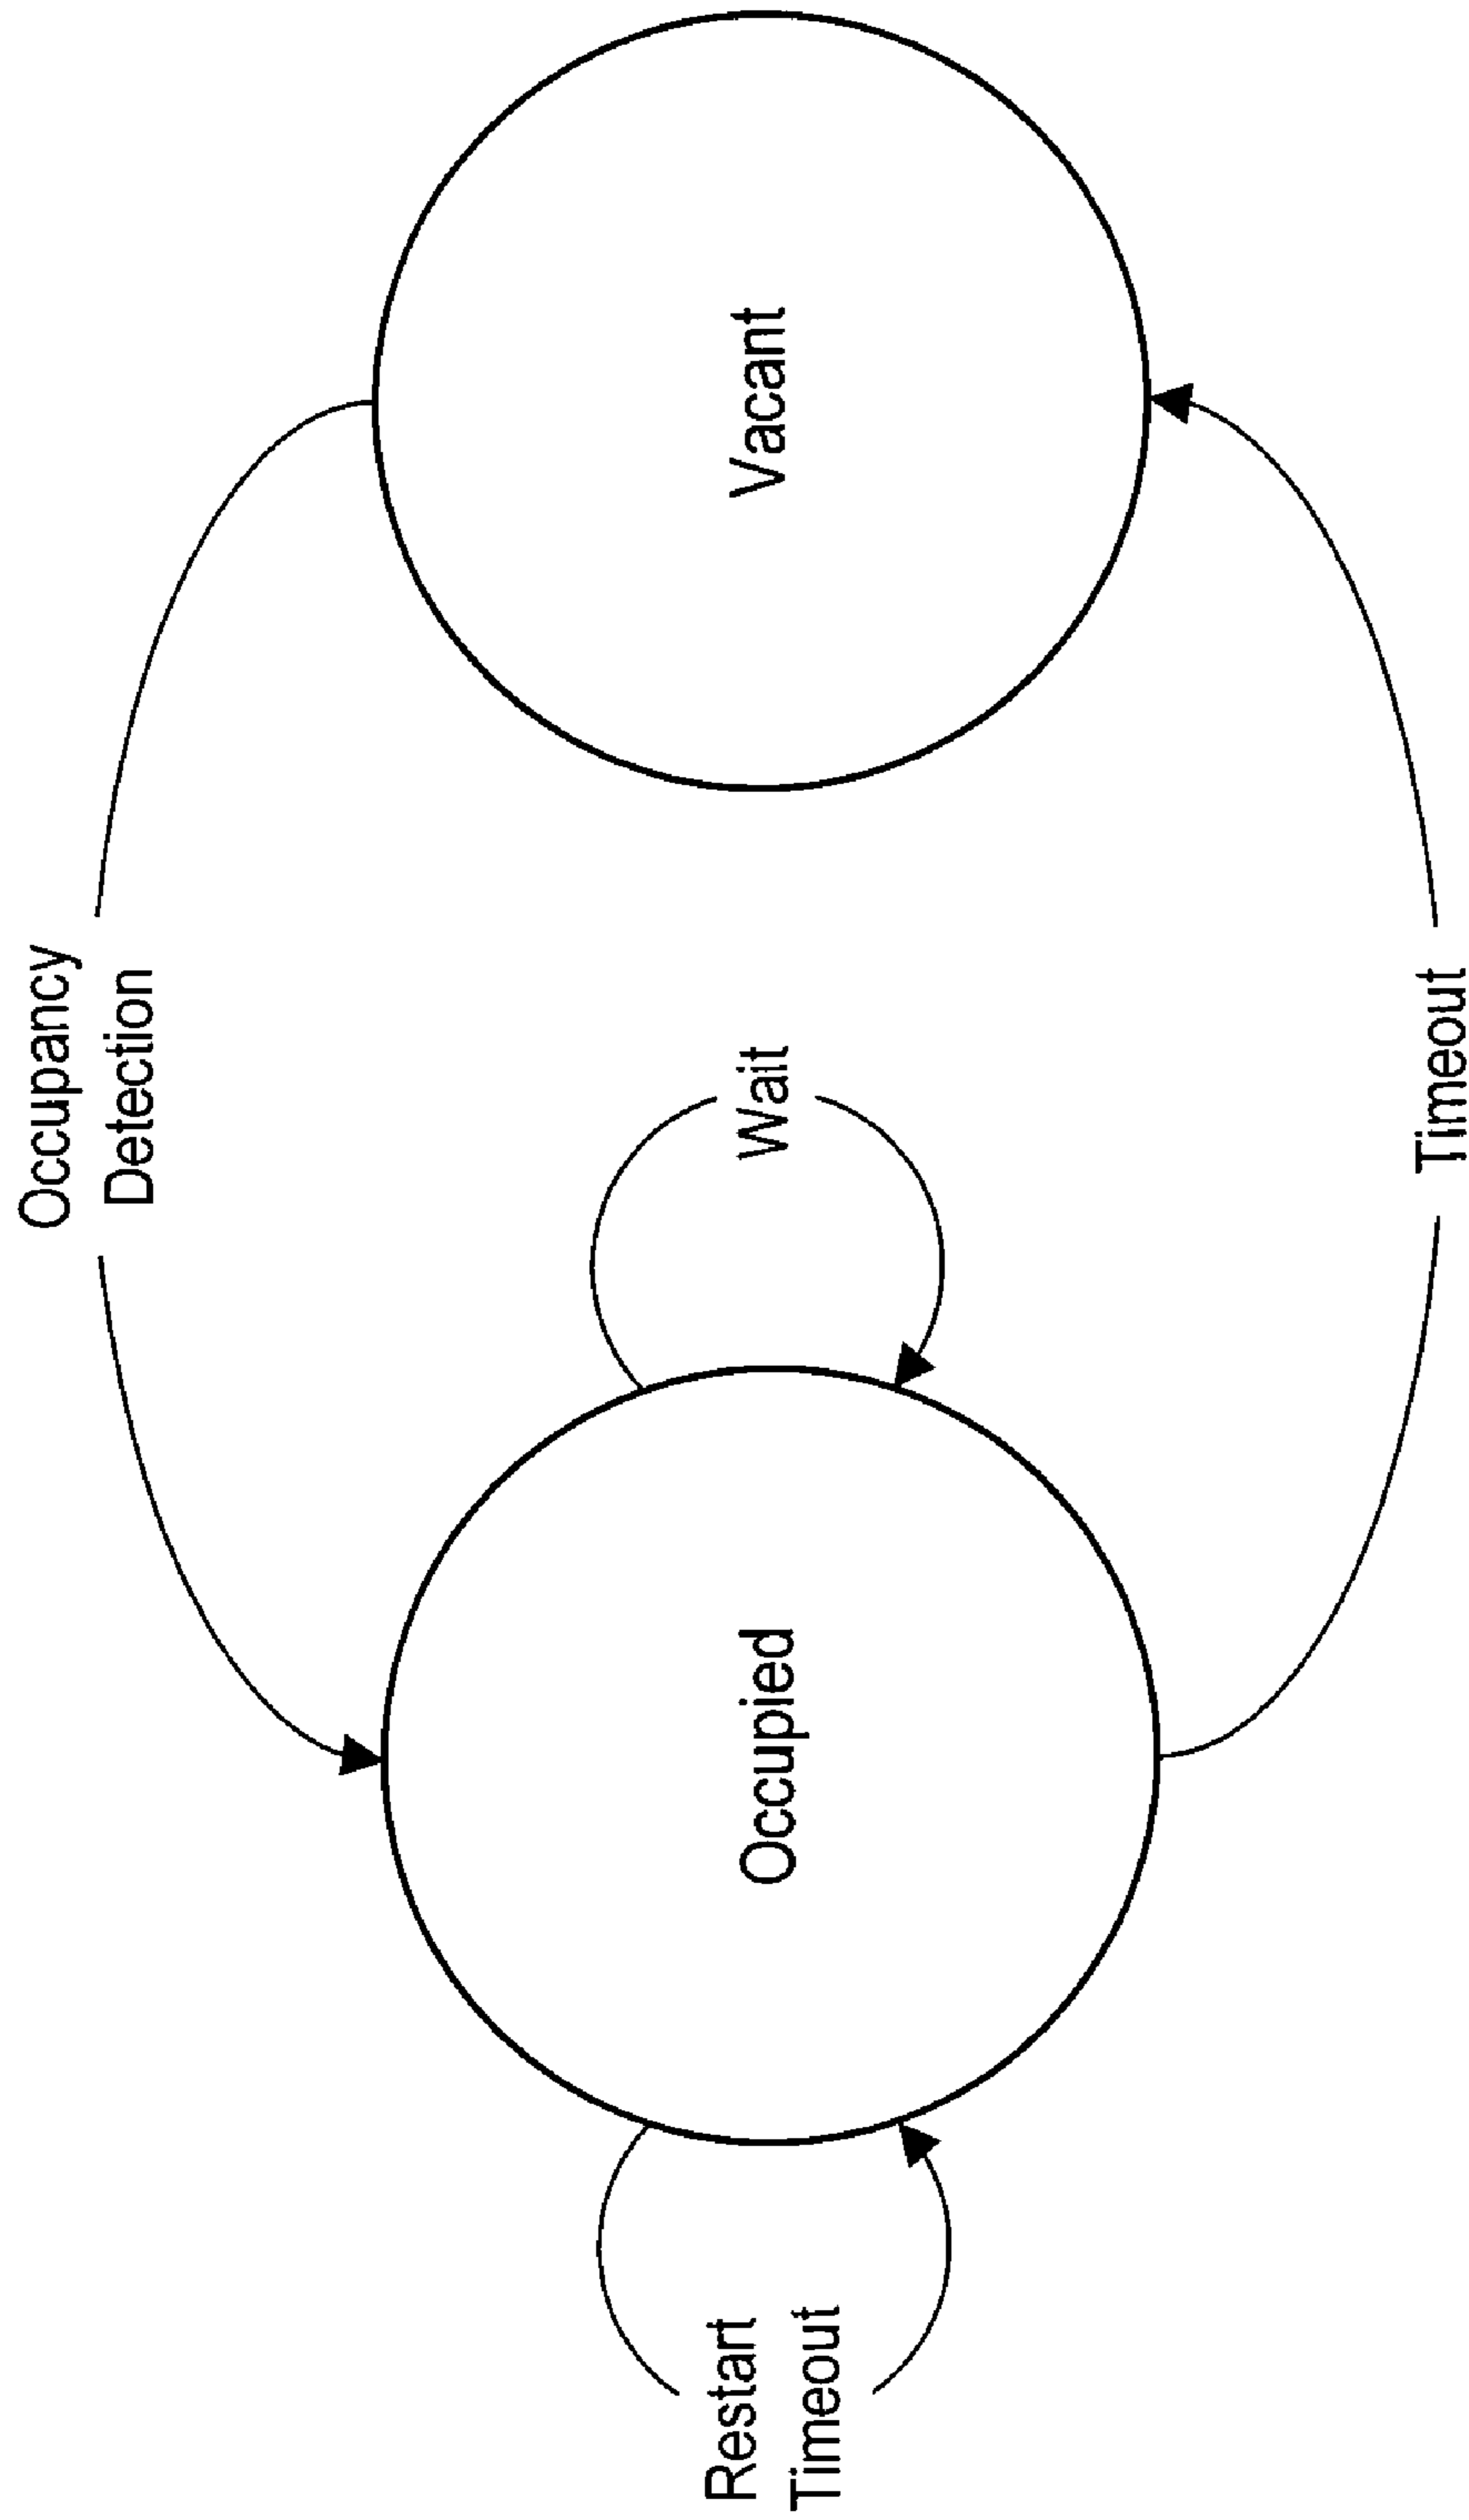 Occupancy
Detection
Restart
Timeout
Occupied
Wait
Vacant
Timeout